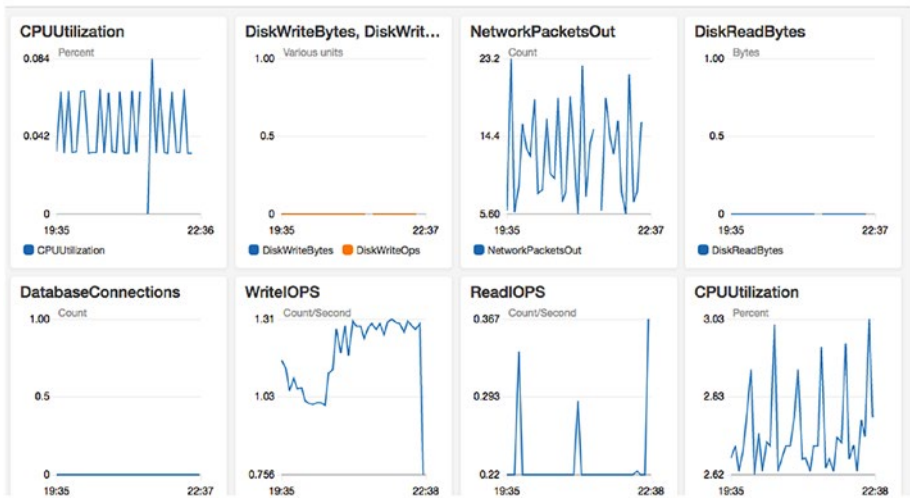 CPUUtilization
Percent
0.084
0.042
0
19:35 22:36
CPUUtilization
DiskWriteBytes, DiskWrit...
Various units
1.00
0.5
0
19:35 22:37
DiskWriteBytes DiskWriteOps
NetworkPacketsOut
Count
23.2
14.4
5.60
19:35 22:37
NetworkPacketsOut
DiskReadBytes
Bytes
1.00
0.5
0
19:35 22:37
DiskReadBytes
DatabaseConnections
Count
1.00
0.5
0
19:35 22:37
WriteIOPS
Count/Second
1.31
1.03
0.756
19:35 22:38
ReadIOPS
Count/Second
0.367
0.293
0.22
19:35 22:38
CPUUtilization
Percent
3.03
2.83
2.62
19:35 22:38